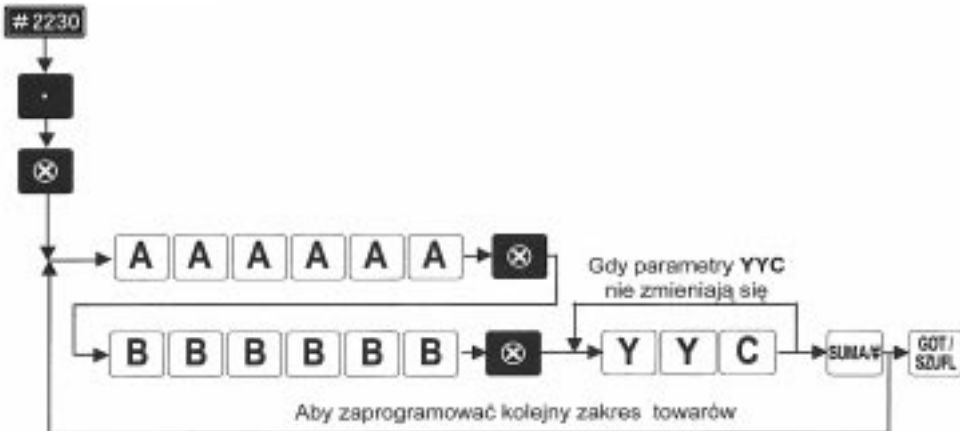 #2230
.
⊗
A A A A A A ⊗
Gdy parametry YYC
nie zmieniają się
B B B B B B ⊗ Y Y C SUMA/¥ GOT /
SZUFL
Aby zaprogramować kolejny zakres towarów